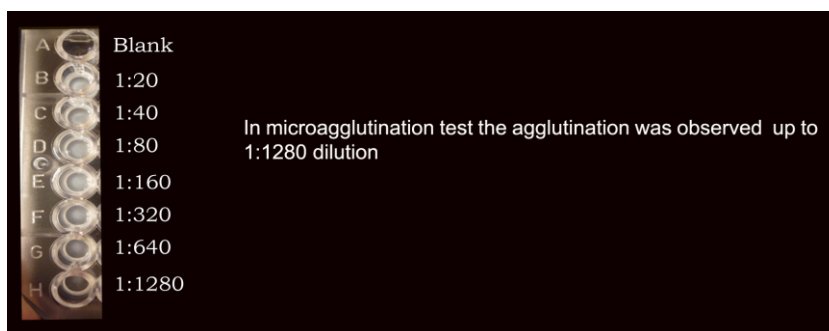 A Blank
B 1:20
C 1:40
D 1:80
E 1:160
F 1:320
G 1:640
H 1:1280
In microagglutination test the agglutination was observed up to
1:1280 dilution